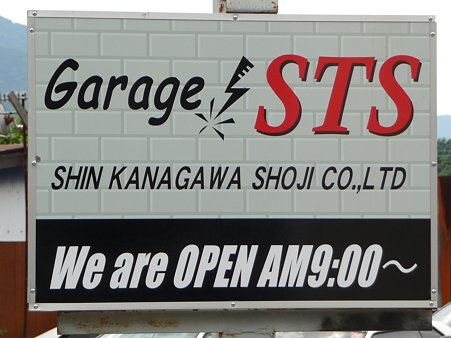 Garage STS
SHIN KANAGAWA SHOJI CO.,LTD
We are OPEN AM9:00～